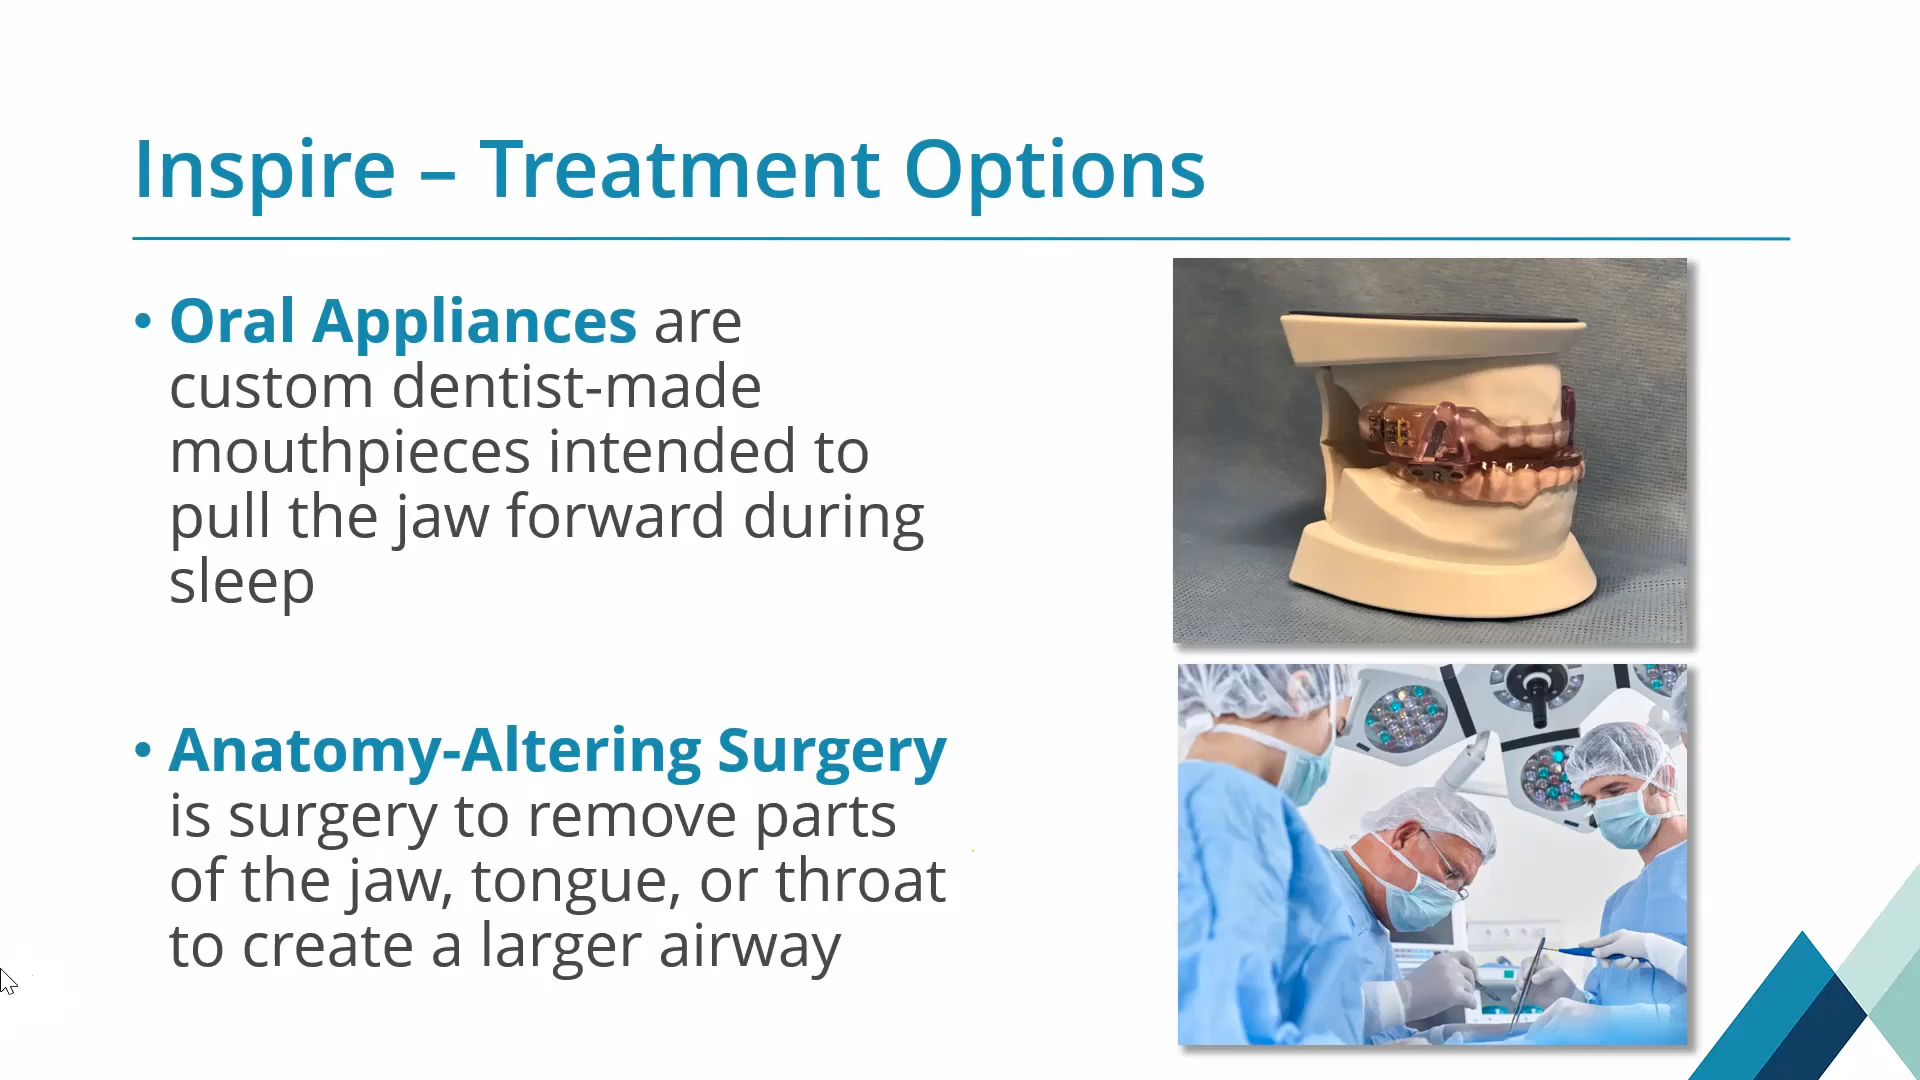 Inspire – Treatment Options
• Oral Appliances are
custom dentist-made
mouthpieces intended to
pull the jaw forward during
sleep
• Anatomy-Altering Surgery
is surgery to remove parts
of the jaw, tongue, or throat
to create a larger airway